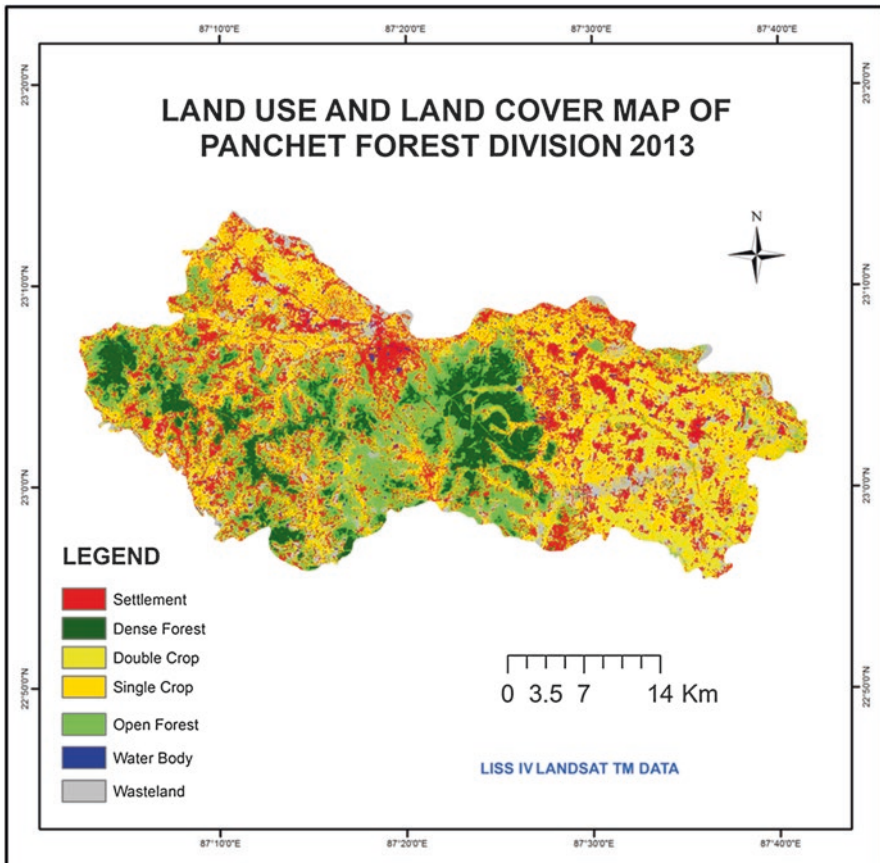 87°10'0"E 87°20'0"E 87°30'0"E 87°40'0"E
23°20'0"N 23°20'0"N
LAND USE AND LAND COVER MAP OF
PANCHET FOREST DIVISION 2013
N
23°10'0"N 23°10'0"N
23°0'0"N 23°0'0"N
LEGEND
Settlement
Dense Forest
Double Crop
Single Crop
Open Forest
Water Body
Wasteland
22°50'0"N 22°50'0"N
0 3.5 7 14 Km
LISS IV LANDSAT TM DATA
87°10'0"E 87°20'0"E 87°30'0"E 87°40'0"E